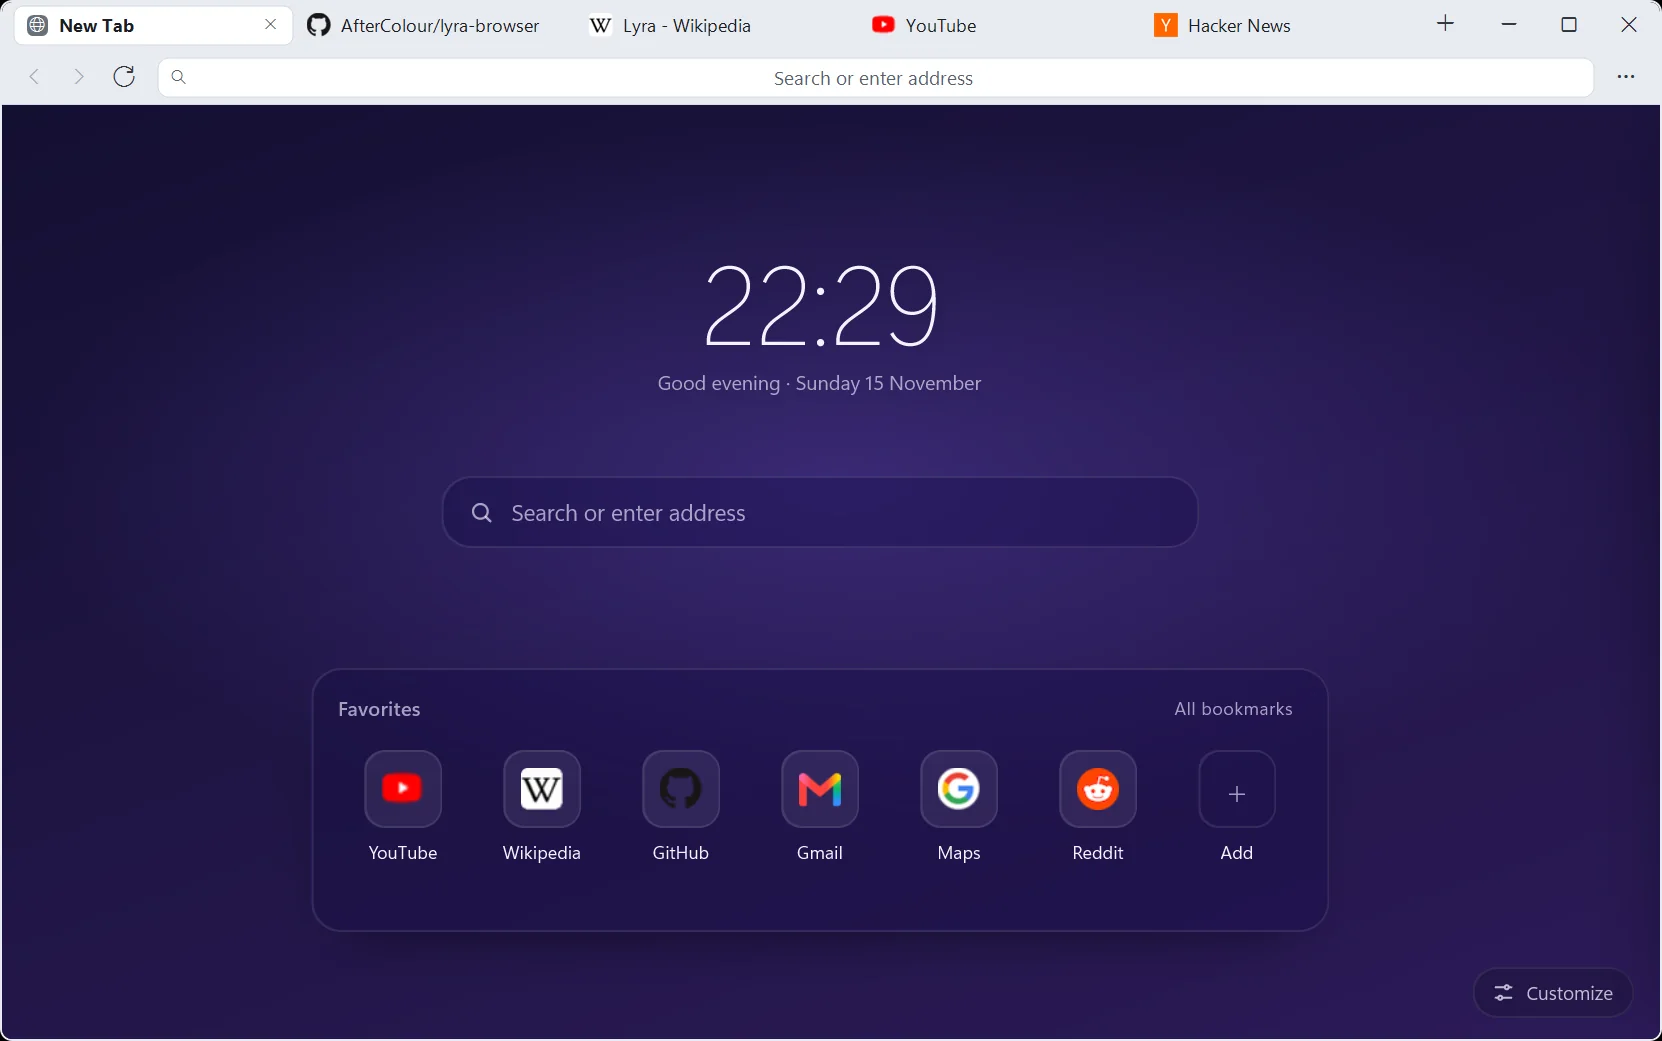 New Tab
AfterColour/lyra-browser
Lyra - Wikipedia
YouTube
Hacker News
Search or enter address
22:29
Good evening · Sunday 15 November
Search or enter address
Favorites
All bookmarks
YouTube
Wikipedia
GitHub
Gmail
Maps
Reddit
Add
Customize